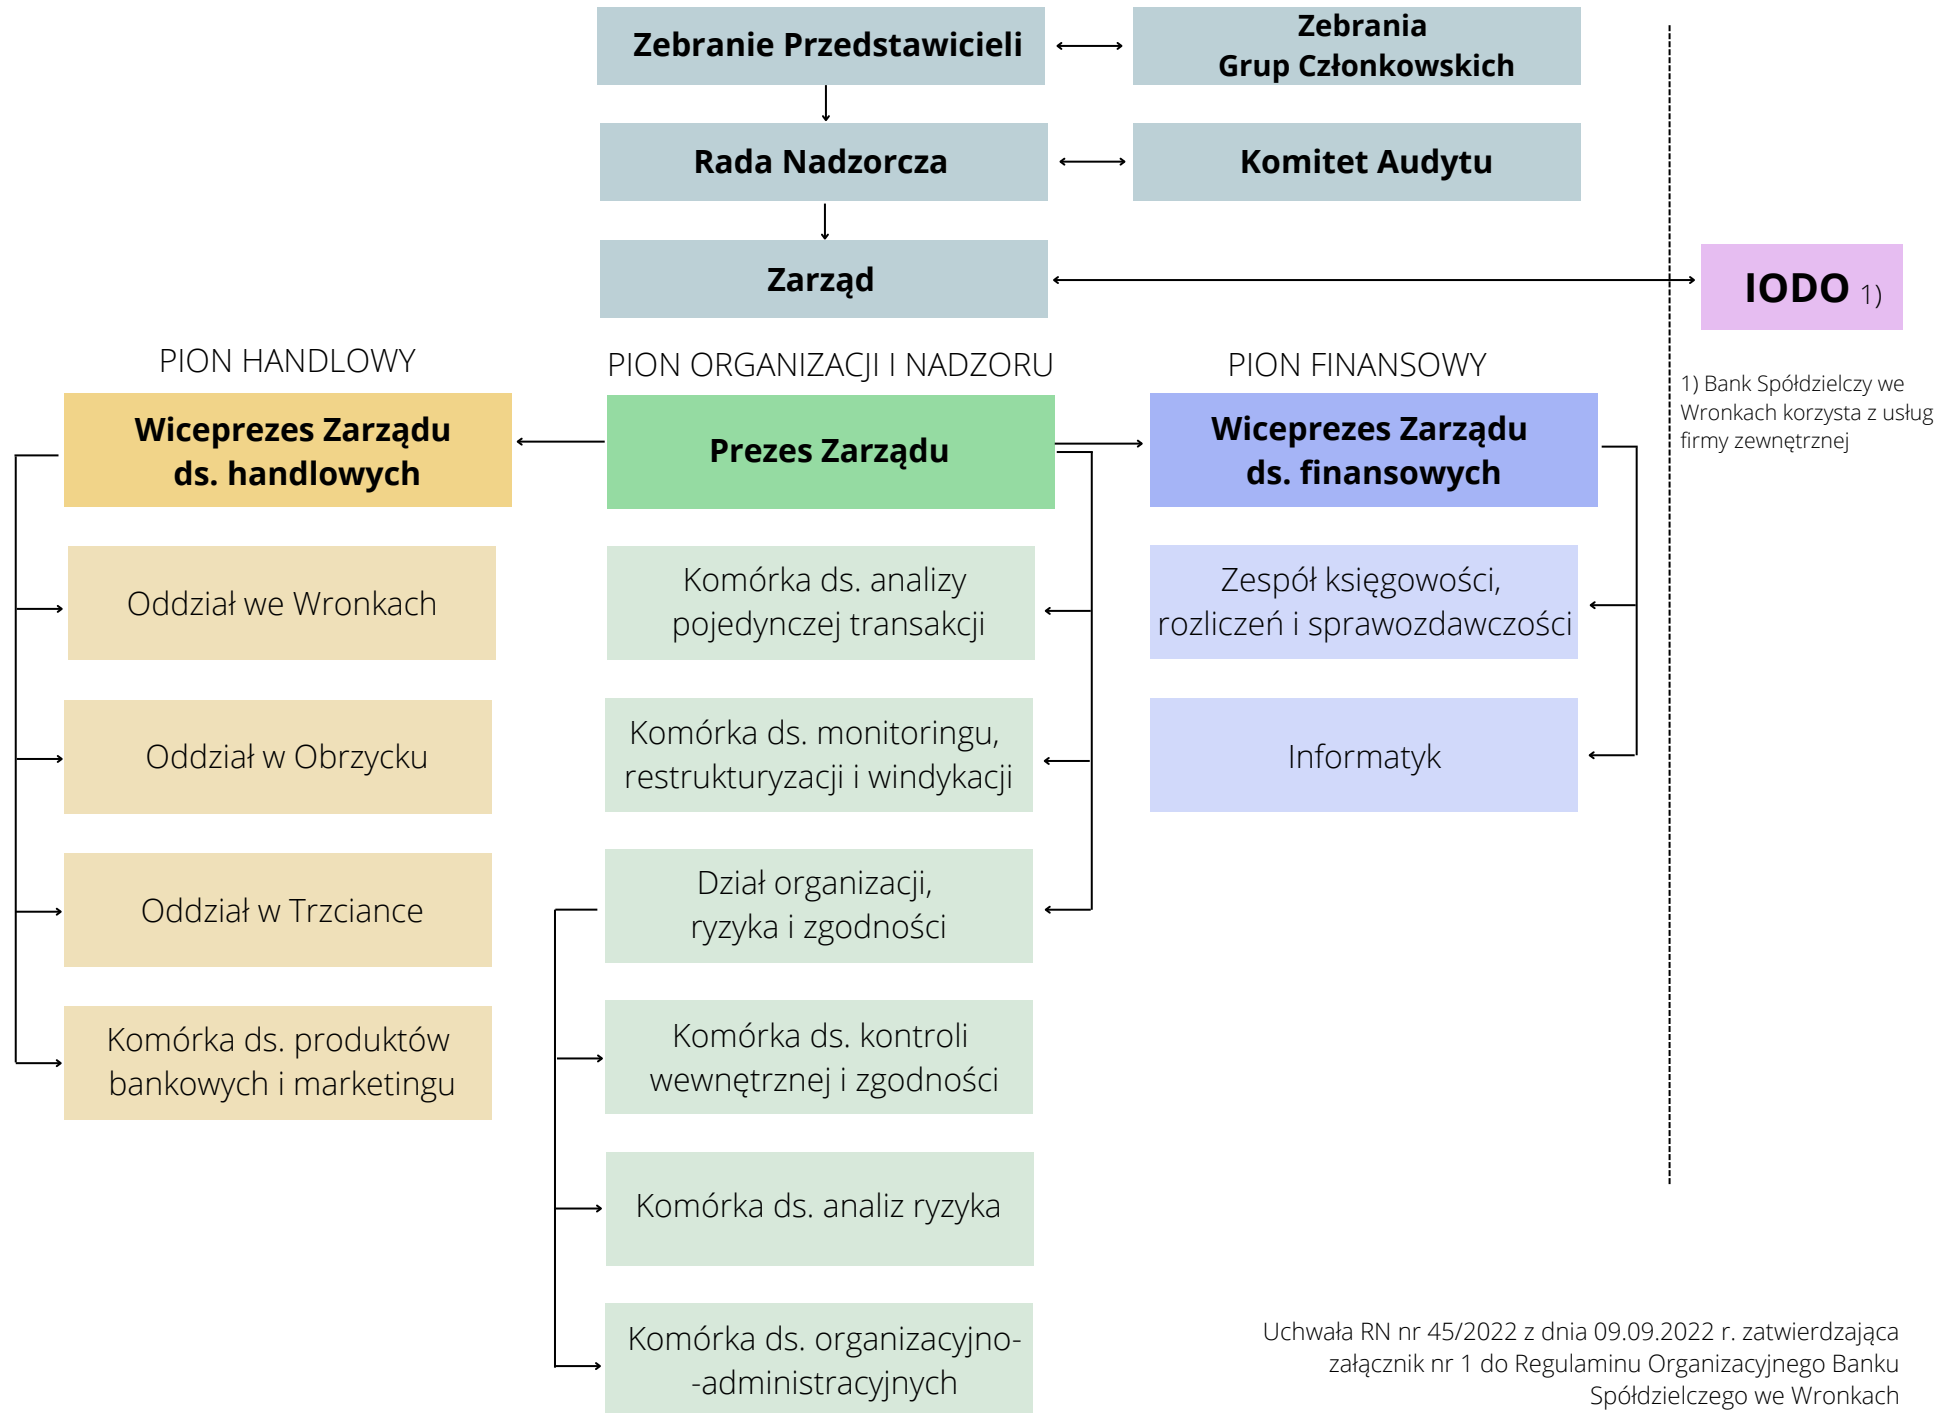 Zebranie Przedstawicieli
Zebrania
Grup Członkowskich
Rada Nadzorcza
Komitet Audytu
Zarząd
IODO 1)
1) Bank Spółdzielczy we
Wronkach korzysta z usług
firmy zewnętrznej
PION HANDLOWY
PION ORGANIZACJI I NADZORU
PION FINANSOWY
Wiceprezes Zarządu
ds. handlowych
Prezes Zarządu
Wiceprezes Zarządu
ds. finansowych
Oddział we Wronkach
Oddział w Obrzycku
Oddział w Trzciance
Komórka ds. produktów
bankowych i marketingu
Komórka ds. analizy
pojedynczej transakcji
Komórka ds. monitoringu,
restrukturyzacji i windykacji
Dział organizacji,
ryzyka i zgodności
Komórka ds. kontroli
wewnętrznej i zgodności
Komórka ds. analiz ryzyka
Komórka ds. organizacyjno-
-administracyjnych
Zespół księgowości,
rozliczeń i sprawozdawczości
Informatyk
Uchwała RN nr 45/2022 z dnia 09.09.2022 r. zatwierdzająca
załącznik nr 1 do Regulaminu Organizacyjnego Banku
Spółdzielczego we Wronkach